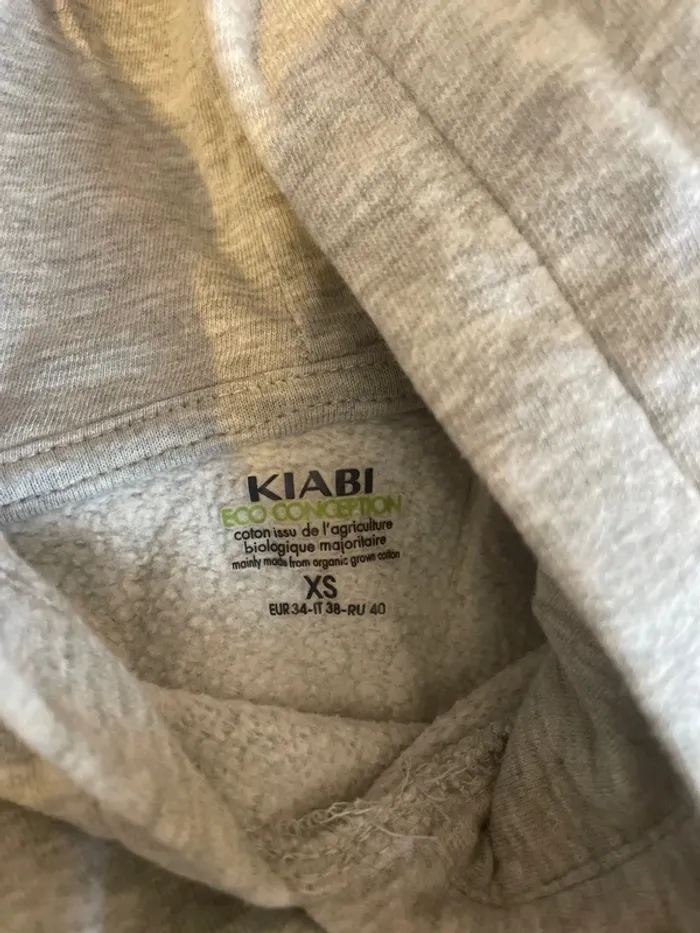 KIABI
ECO CONCEPTION
coton issu de l'agriculture
biologique majoritaire
mainly made from organic grown cotton
XS
EUR 34-IT 38-RU 40